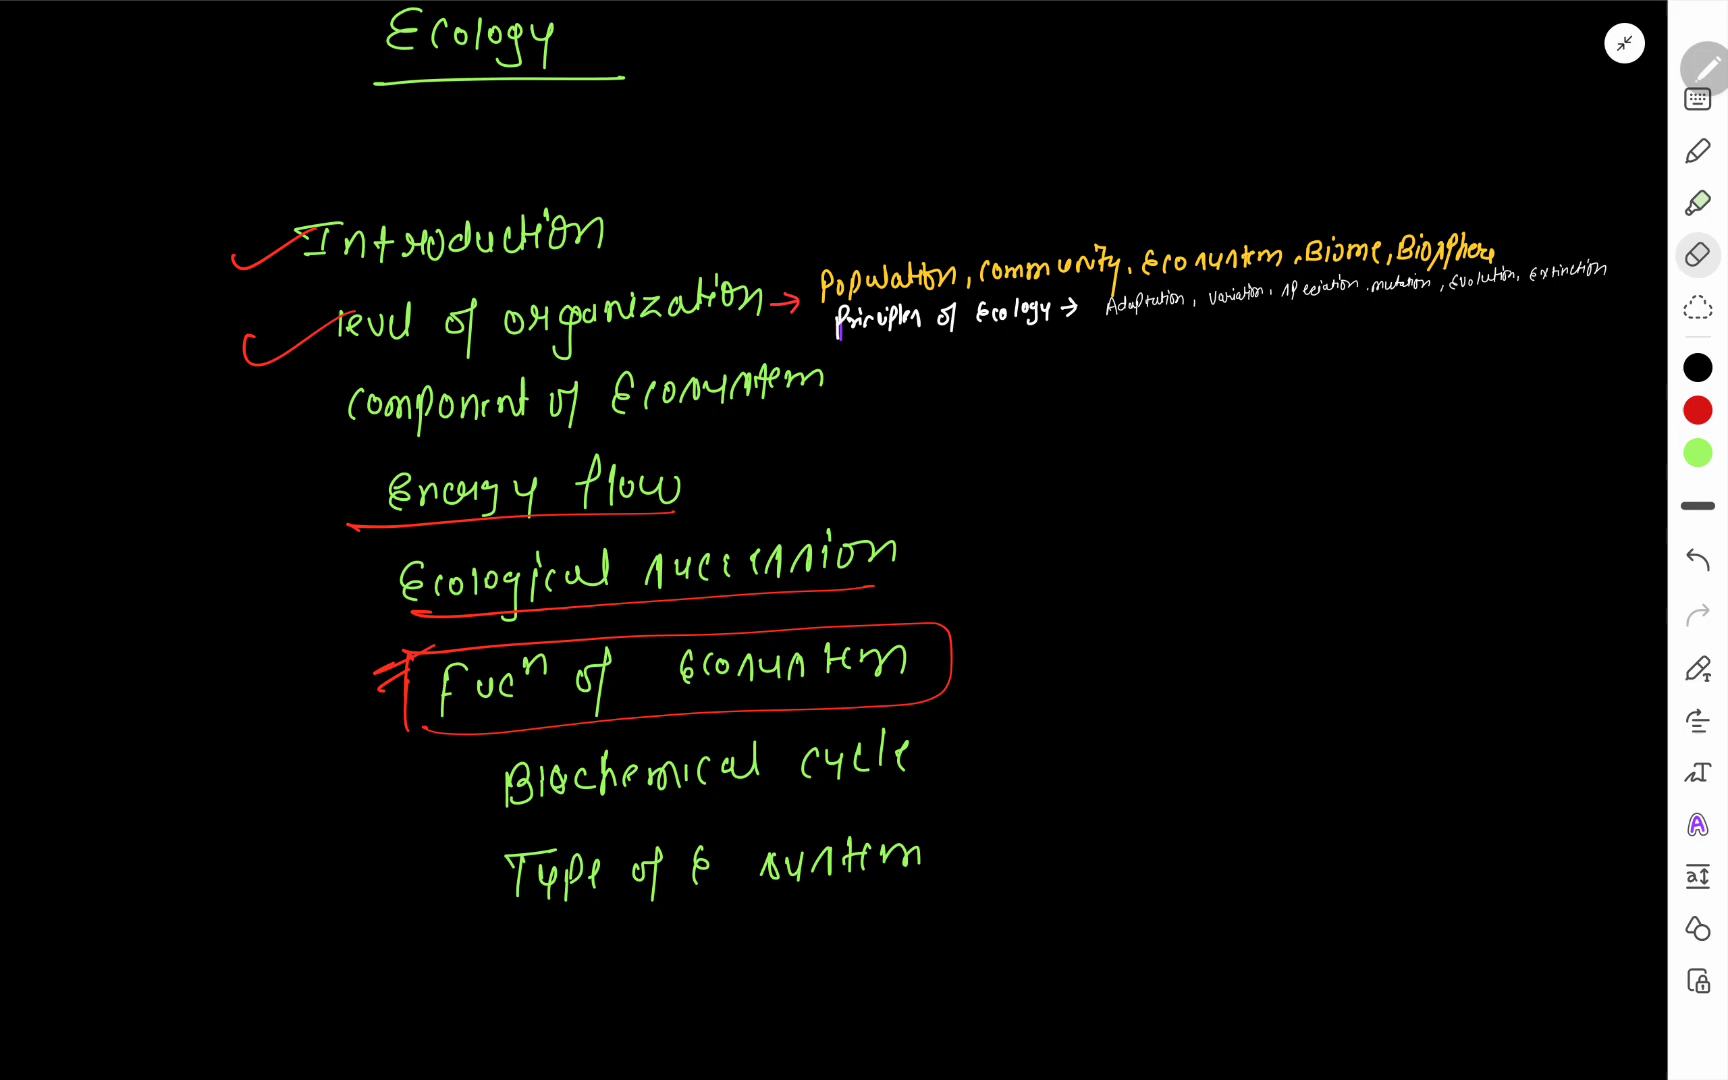 Ecology
Introduction
level of organization → Population, Community, Ecosystem, Biome, Biosphere
Principles of Ecology → Adaptation, Variation, speciation, mutation, Evolution, Extinction
Component of Ecosystem
Energy flow
Ecological succession
Fucⁿ of Ecosystem
Biochemical cycle
Type of E system